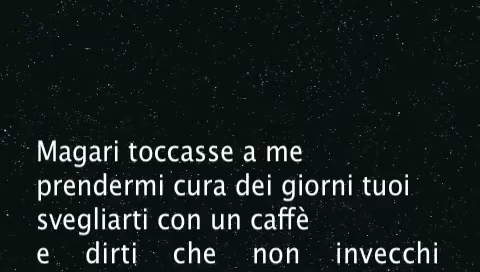 Magari toccasse a me
prendermi cura dei giorni tuoi
svegliarti con un caffè
e dirti che non invecchi